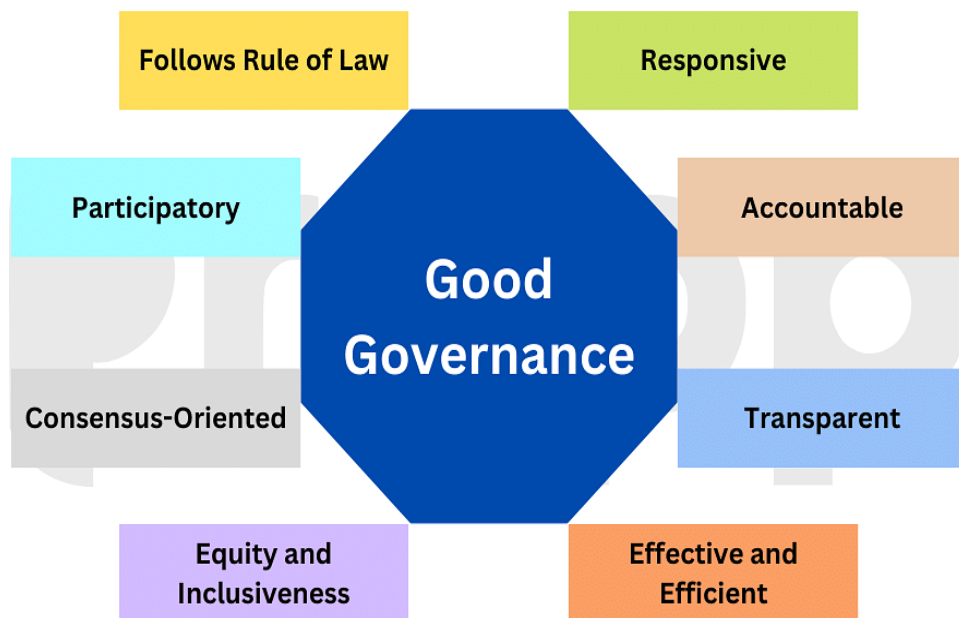 Follows Rule of Law
Responsive
Participatory
Accountable
Good
Governance
Consensus-Oriented
Transparent
Equity and
Inclusiveness
Effective and
Efficient